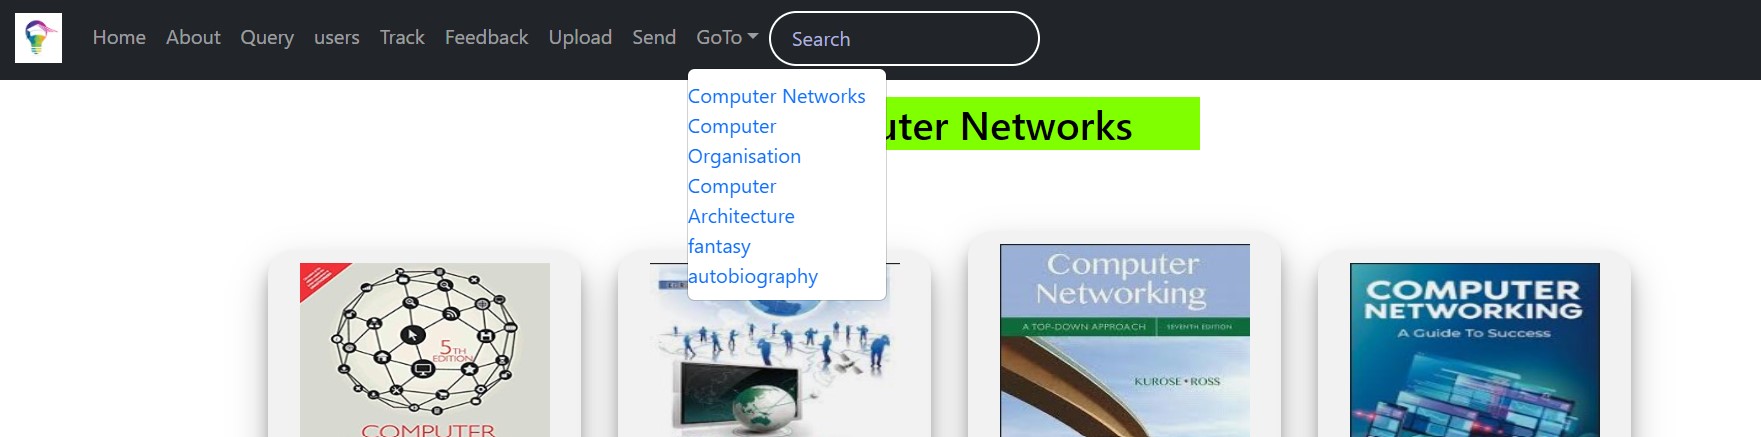 Home About Query users Track Feedback Upload Send GoTo Search
Computer Networks
Computer
Organisation
Computer
Architecture
fantasy
autobiography
uter Networks
5TH
EDITION
COMPUTER
Computer
Networking
A TOP-DOWN APPROACH SEVENTH EDITION
KUROSE • ROSS
COMPUTER
NETWORKING
A Guide To Success